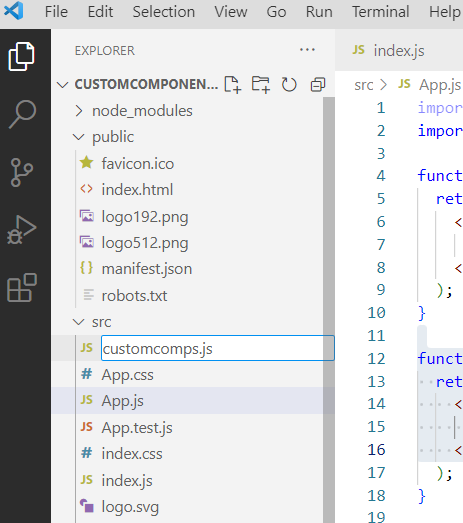 File Edit Selection View Go Run Terminal Help
EXPLORER
index.js
CUSTOMCOMPONEN...
src > JS App.js
node_modules
public
favicon.ico
index.html
logo192.png
logo512.png
manifest.json
robots.txt
src
JS customcomps.js
# App.css
JS App.js
JS App.test.js
# index.css
JS index.js
logo.svg
1 impor
2 impor
3
4 funct
5 ret
6 <
7
8 <
9 );
10 }
11
12 funct
13 ret
14 <
15
16 <
17 );
18 }